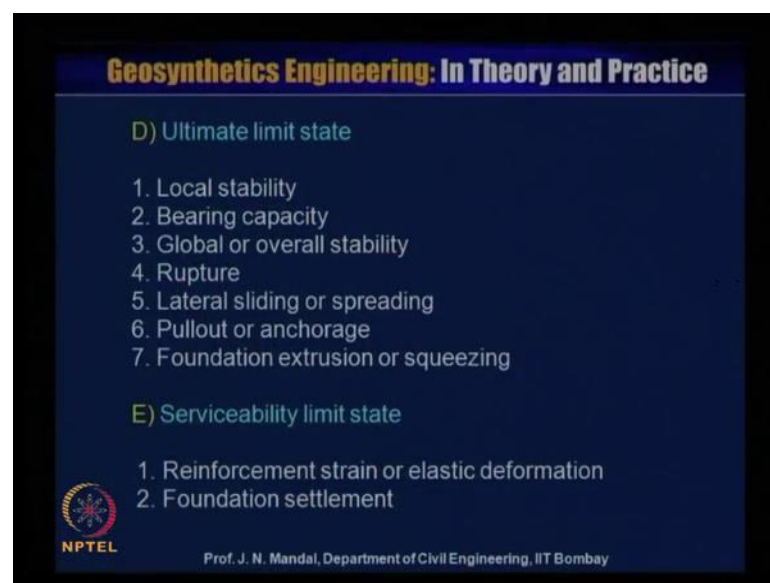 Geosynthetics Engineering: In Theory and Practice
D) Ultimate limit state
1. Local stability
2. Bearing capacity
3. Global or overall stability
4. Rupture
5. Lateral sliding or spreading
6. Pullout or anchorage
7. Foundation extrusion or squeezing
E) Serviceability limit state
1. Reinforcement strain or elastic deformation
2. Foundation settlement
NPTEL
Prof. J. N. Mandal, Department of Civil Engineering, IIT Bombay